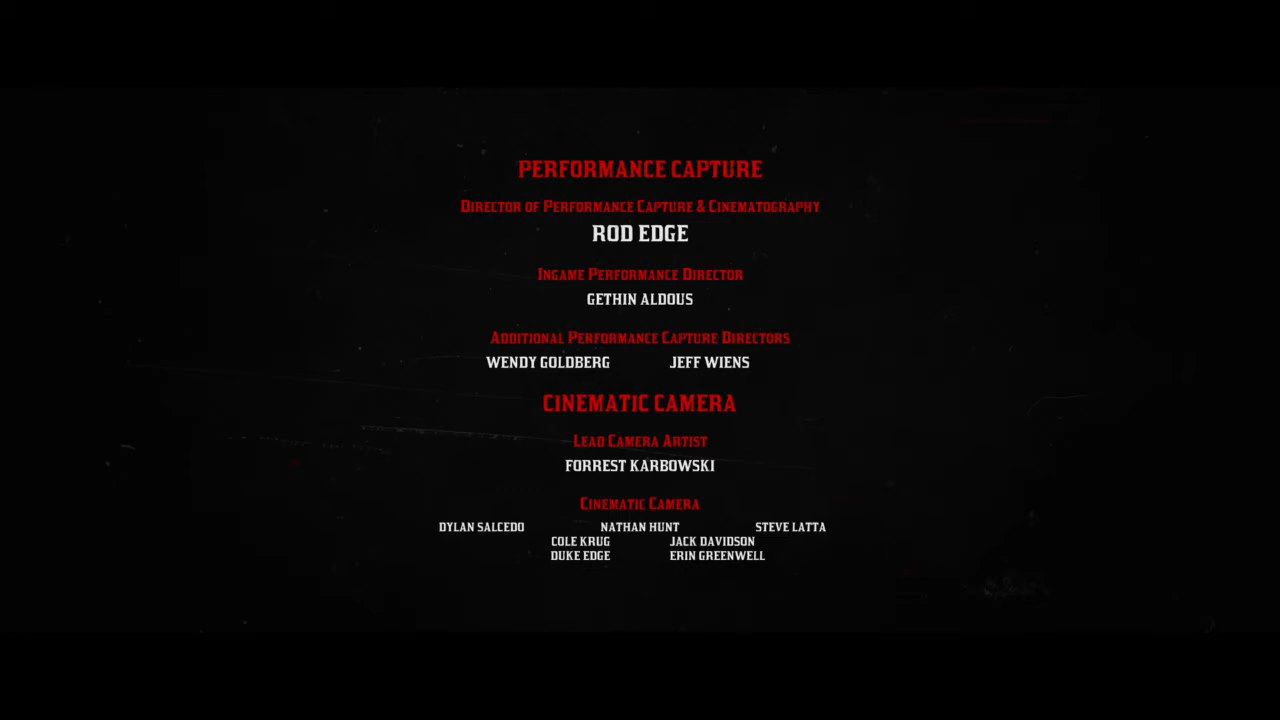 PERFORMANCE CAPTURE
DIRECTOR OF PERFORMANCE CAPTURE & CINEMATOGRAPHY
ROD EDGE
INGAME PERFORMANCE DIRECTOR
GETHIN ALDOUS
ADDITIONAL PERFORMANCE CAPTURE DIRECTORS
WENDY GOLDBERG JEFF WIENS
CINEMATIC CAMERA
LEAD CAMERA ARTIST
FORREST KARBOWSKI
CINEMATIC CAMERA
DYLAN SALCEDO NATHAN HUNT STEVE LATTA
COLE KRUG JACK DAVIDSON
DUKE EDGE ERIN GREENWELL